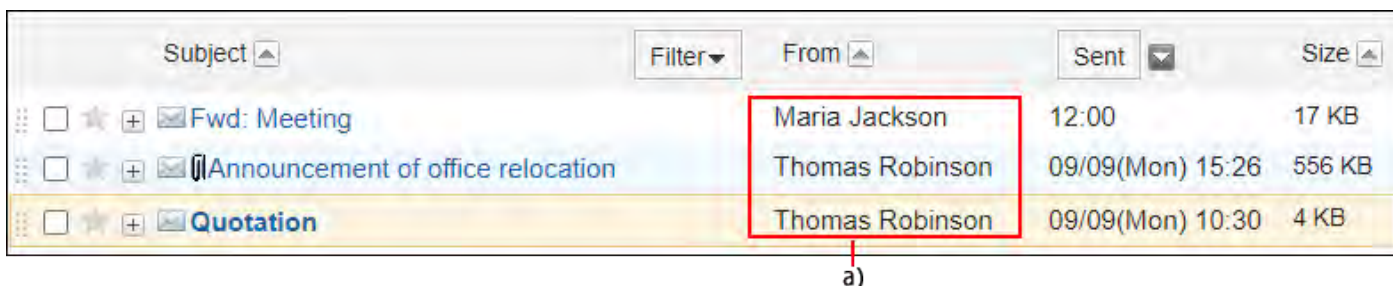 Subject Filter From Sent Size
Fwd: Meeting Maria Jackson 12:00 17 KB
Announcement of office relocation Thomas Robinson 09/09(Mon) 15:26 556 KB
Quotation Thomas Robinson 09/09(Mon) 10:30 4 KB
a)